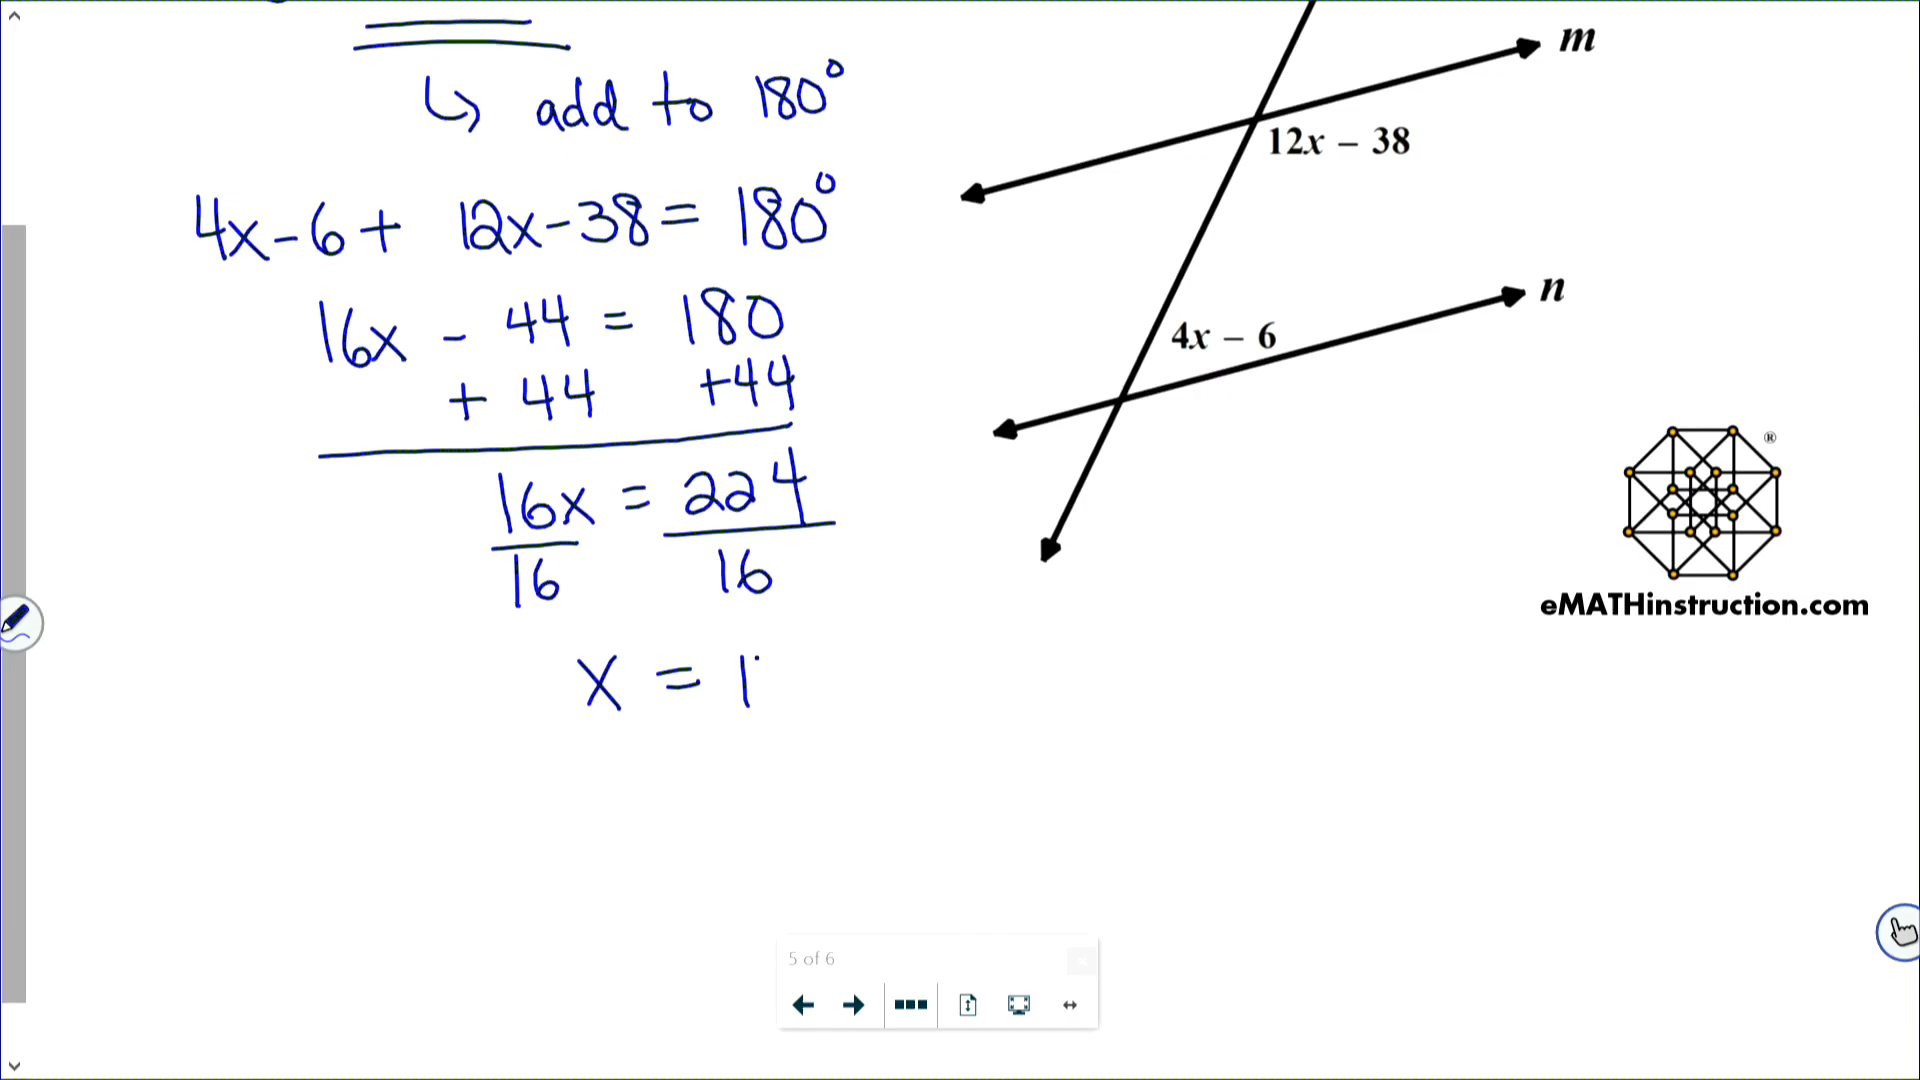 ↳ add to 180°
4x - 6 + 12x - 38 = 180°
16x - 44 = 180
+ 44 +44
16x = 224
16 16
x = 1
m
12x – 38
n
4x – 6
®
eMATHinstruction.com
5 of 6